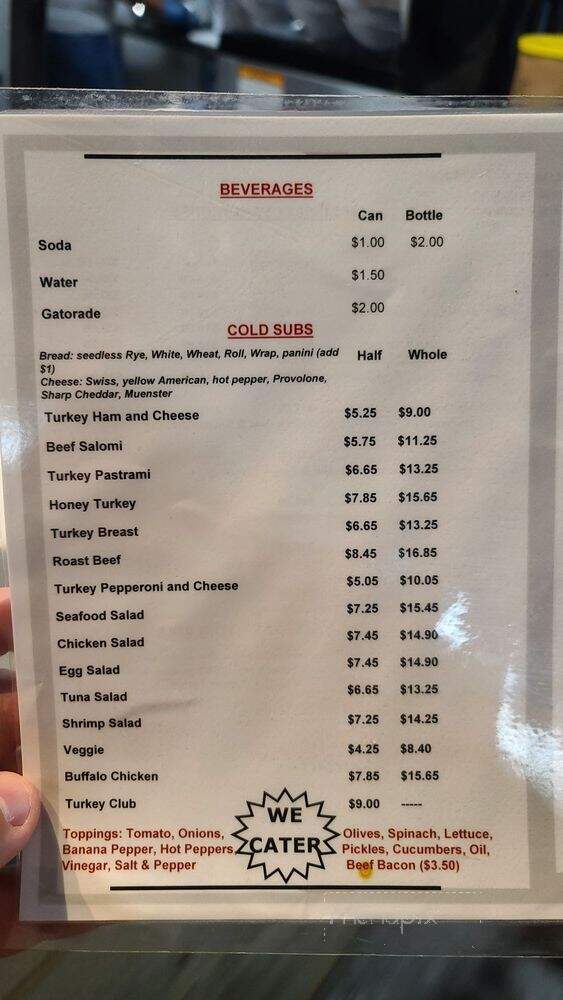 BEVERAGES
Can Bottle
Soda $1.00 $2.00
Water $1.50
Gatorade $2.00
COLD SUBS
Bread: seedless Rye, White, Wheat, Roll, Wrap, panini (add $1)
Half Whole
Cheese: Swiss, yellow American, hot pepper, Provolone,
Sharp Cheddar, Muenster
Turkey Ham and Cheese $5.25 $9.00
Beef Salomi $5.75 $11.25
Turkey Pastrami $6.65 $13.25
Honey Turkey $7.85 $15.65
Turkey Breast $6.65 $13.25
Roast Beef $8.45 $16.85
Turkey Pepperoni and Cheese $5.05 $10.05
Seafood Salad $7.25 $15.45
Chicken Salad $7.45 $14.90
Egg Salad $7.45 $14.90
Tuna Salad $6.65 $13.25
Shrimp Salad $7.25 $14.25
Veggie $4.25 $8.40
Buffalo Chicken $7.85 $15.65
Turkey Club $9.00 -----
WE
CATER
Toppings: Tomato, Onions, Olives, Spinach, Lettuce,
Banana Pepper, Hot Peppers, Pickles, Cucumbers, Oil,
Vinegar, Salt & Pepper Beef Bacon ($3.50)